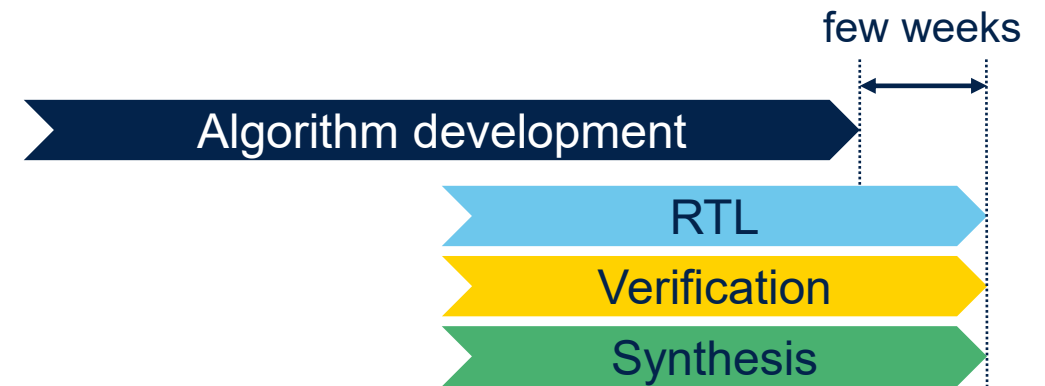 few weeks
Algorithm development
RTL
Verification
Synthesis